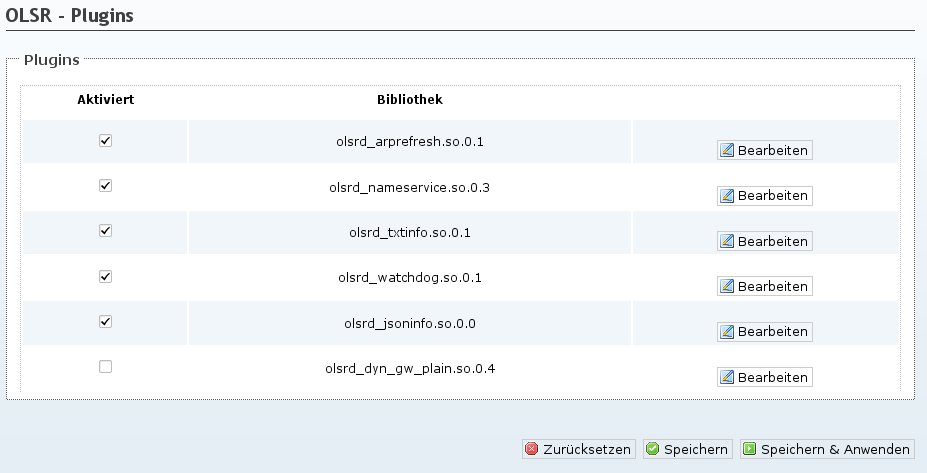 OLSR - Plugins
Plugins
Aktiviert Bibliothek
olsrd_arprefresh.so.0.1 Bearbeiten
olsrd_nameservice.so.0.3 Bearbeiten
olsrd_txtinfo.so.0.1 Bearbeiten
olsrd_watchdog.so.0.1 Bearbeiten
olsrd_jsoninfo.so.0.0 Bearbeiten
olsrd_dyn_gw_plain.so.0.4 Bearbeiten
Zurücksetzen Speichern Speichern & Anwenden